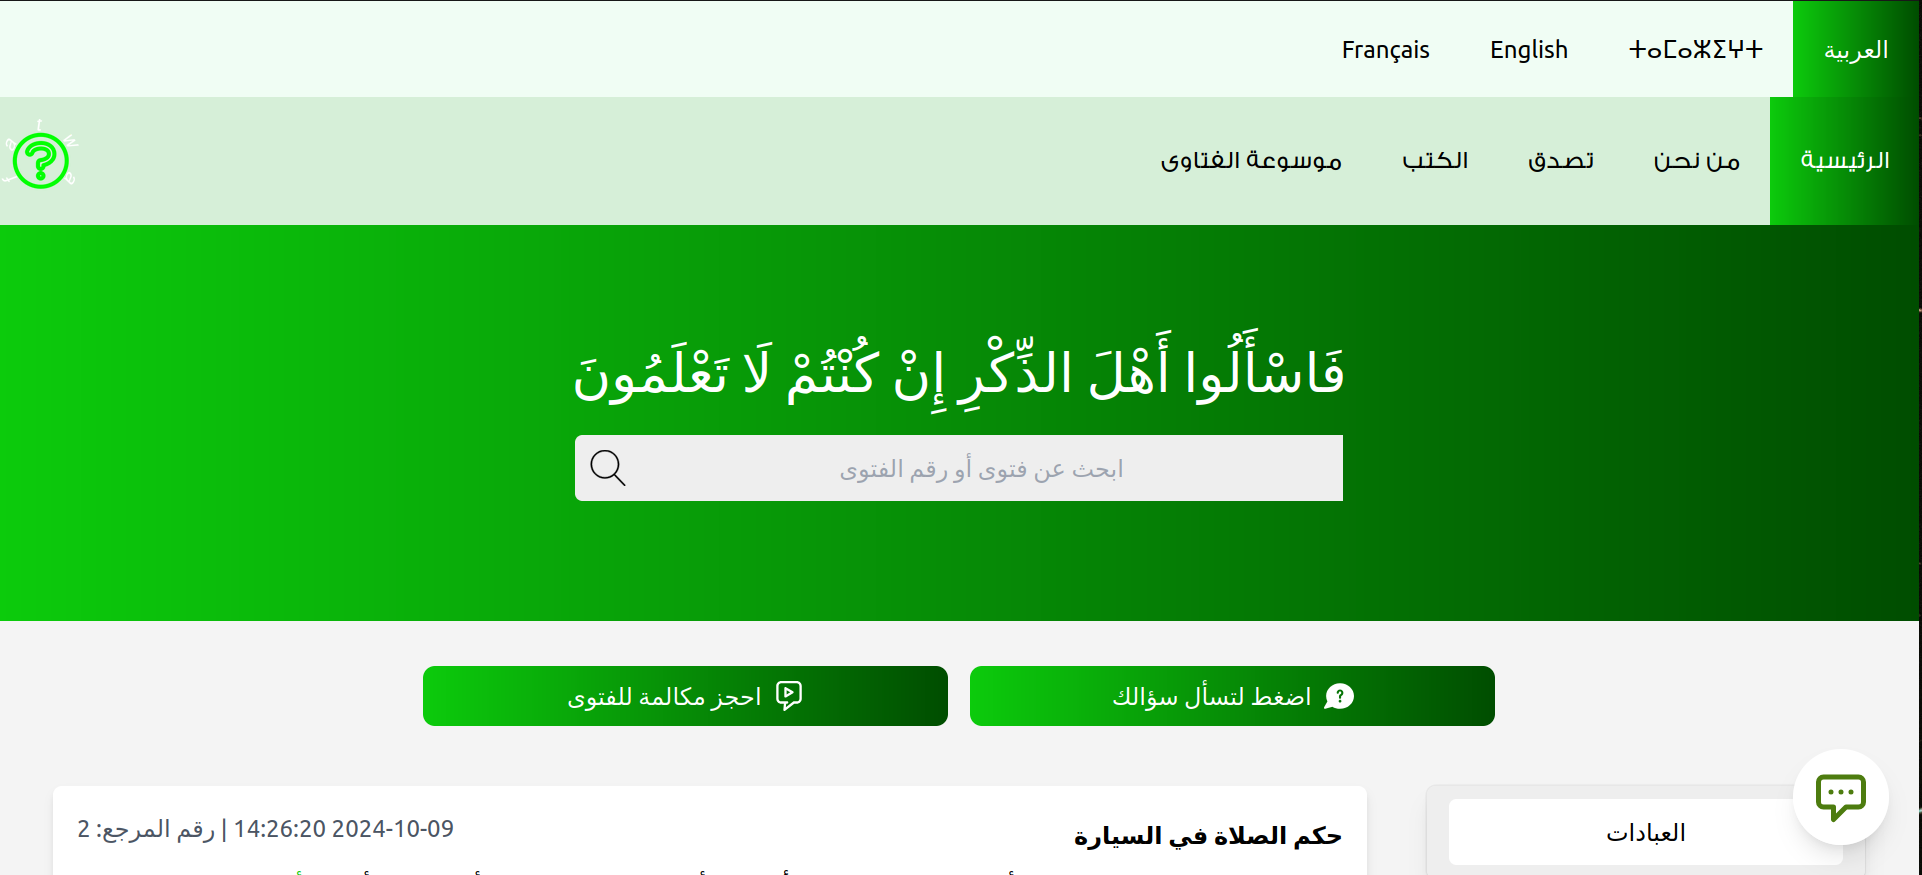 العربية ⵜⴰⵎⴰⵣⵉⵖⵜ English Français
الرئيسية من نحن تصدق الكتب موسوعة الفتاوى
فَاسْأَلُوا أَهْلَ الذِّكْرِ إِنْ كُنْتُمْ لَا تَعْلَمُونَ
ابحث عن فتوى أو رقم الفتوى
اضغط لتسأل سؤالك
احجز مكالمة للفتوى
العبادات
حكم الصلاة في السيارة
2024-10-09 14:26:20 | رقم المرجع: 2